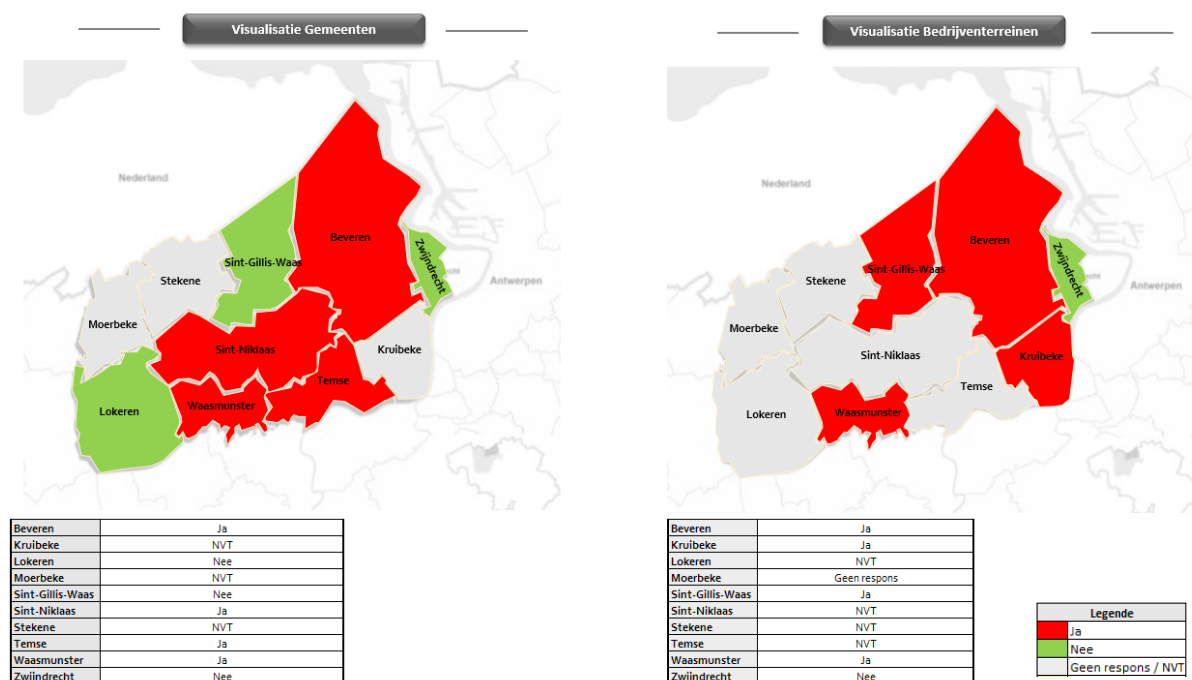 Visualisatie Gemeenten
Nederland
Beveren
Zwijndrecht
Sint-Gillis-Waas
Stekene
Antwerpen
Moerbeke
Sint-Niklaas
Kruibeke
Temse
Waasmunster
Lokeren
Beveren Ja
Kruibeke NVT
Lokeren Nee
Moerbeke NVT
Sint-Gillis-Waas Nee
Sint-Niklaas Ja
Stekene NVT
Temse Ja
Waasmunster Ja
Zwijndrecht Nee
Visualisatie Bedrijventerreinen
Nederland
Beveren
Zwijndrecht
Sint-Gillis-Waas
Stekene
Antwerpen
Moerbeke
Sint-Niklaas
Kruibeke
Temse
Waasmunster
Lokeren
Beveren Ja
Kruibeke Ja
Lokeren NVT
Moerbeke Geen respons
Sint-Gillis-Waas Ja
Sint-Niklaas NVT
Stekene NVT
Temse NVT
Waasmunster Ja
Zwijndrecht Nee
Legende
Ja
Nee
Geen respons / NVT